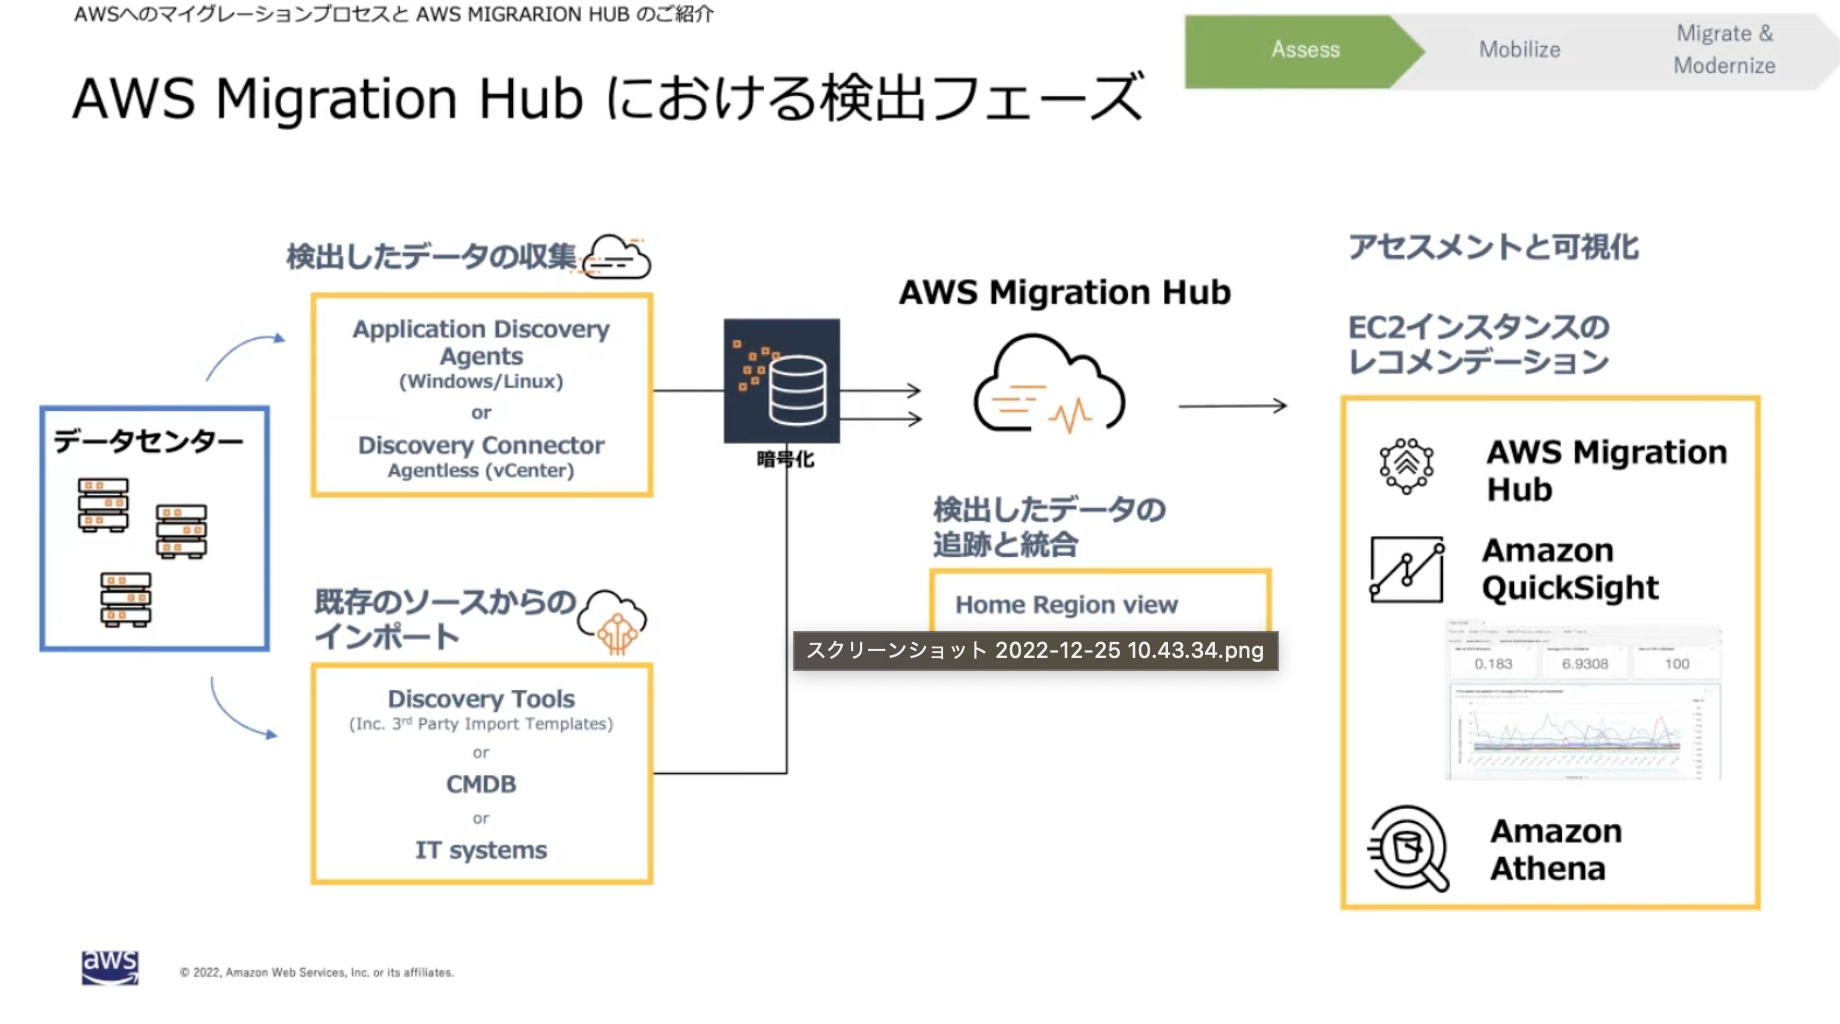 AWSへのマイグレーションプロセスと AWS MIGRARION HUB のご紹介
Assess
Mobilize
Migrate &
Modernize
AWS Migration Hub における検出フェーズ
検出したデータの収集
Application Discovery
Agents
(Windows/Linux)
or
Discovery Connector
Agentless (vCenter)
データセンター
既存のソースからの
インポート
Discovery Tools
(Inc. 3rd Party Import Templates)
or
CMDB
or
IT systems
暗号化
AWS Migration Hub
検出したデータの
追跡と統合
Home Region view
スクリーンショット 2022-12-25 10.43.34.png
アセスメントと可視化
EC2インスタンスの
レコメンデーション
AWS Migration
Hub
Amazon
QuickSight
0.183
6.9308
100
Amazon
Athena
aws
© 2022, Amazon Web Services, Inc. or its affiliates.